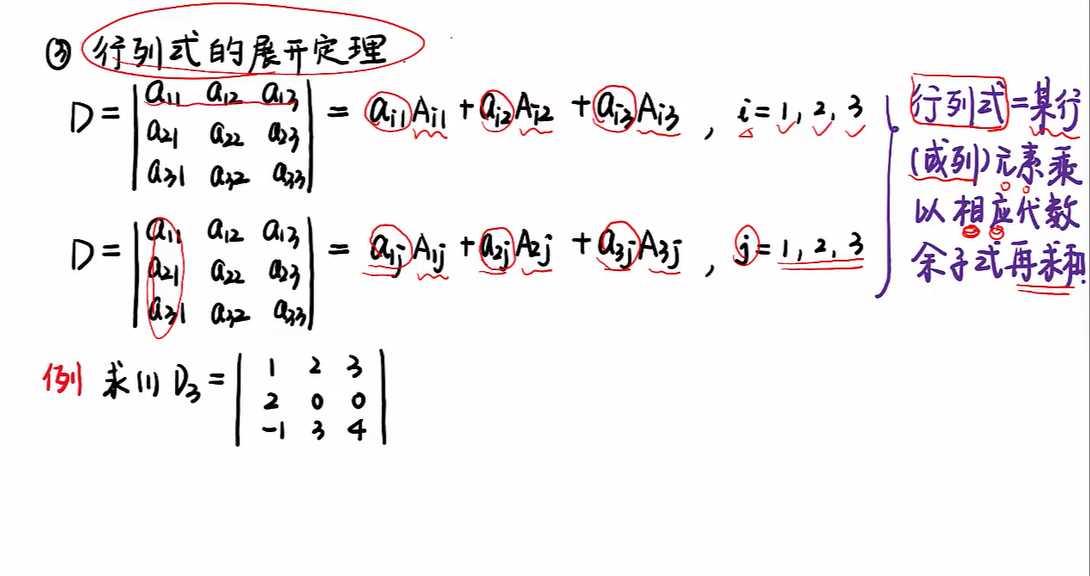 ③ 行列式的展开定理
D = | a11 a12 a13 | = ai1Ai1 + ai2Ai2 + ai3Ai3 , i = 1, 2, 3
| a21 a22 a23 |
| a31 a32 a33 |
D = | a11 a12 a13 | = a1jA1j + a2jA2j + a3jA3j , j = 1, 2, 3
| a21 a22 a23 |
| a31 a32 a33 |
行列式=某行
(或列)元素乘
以相应代数
余子式再求和.
例 求(1) D3 = | 1 2 3 |
| 2 0 0 |
| -1 3 4 |